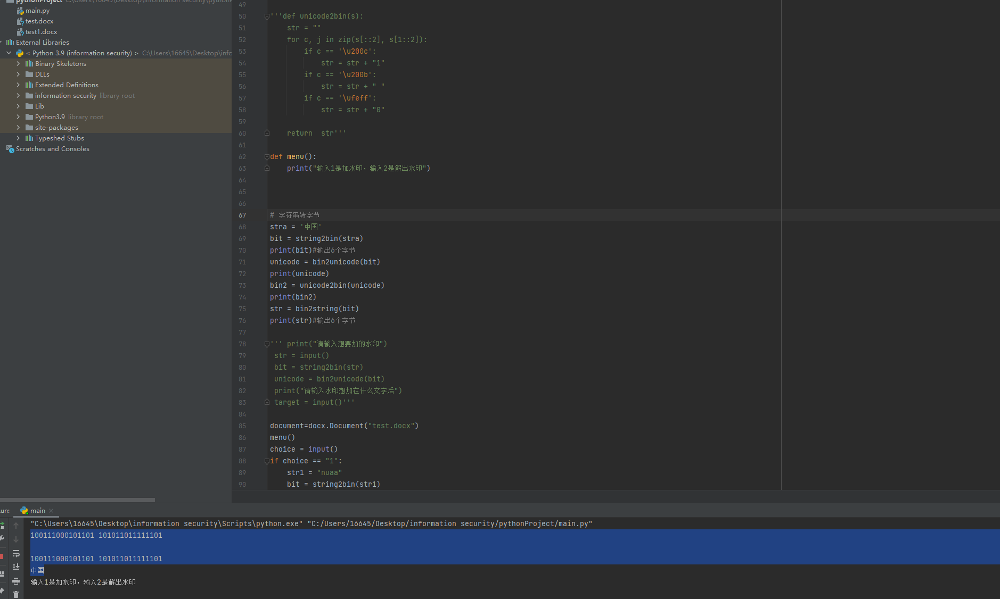 pythonProject C:\Users\16645\Desktop\information security\python
main.py
test.docx
test1.docx
External Libraries
< Python 3.9 (information security) > C:\Users\16645\Desktop\info
Binary Skeletons
DLLs
Extended Definitions
information security library root
Lib
Python3.9 library root
site-packages
Typeshed Stubs
Scratches and Consoles
49
50 '''def unicode2bin(s):
51 str = ""
52 for c, j in zip(s[::2], s[1::2]):
53 if c == '\u200c':
54 str = str + "1"
55 if c == '\u200b':
56 str = str + " "
57 if c == '\ufeff':
58 str = str + "0"
59
60 return  str'''
61
62 def menu():
63 print("输入1是加水印，输入2是解出水印")
64
65
66
67 # 字符串转字节
68 stra = '中国'
69 bit = string2bin(stra)
70 print(bit)#输出6个字节
71 unicode = bin2unicode(bit)
72 print(unicode)
73 bin2 = unicode2bin(unicode)
74 print(bin2)
75 str = bin2string(bit)
76 print(str)#输出6个字节
77
78 ''' print("请输入想要加的水印")
79 str = input()
80 bit = string2bin(str)
81 unicode = bin2unicode(bit)
82 print("请输入水印想加在什么文字后")
83 target = input()'''
84
85 document=docx.Document("test.docx")
86 menu()
87 choice = input()
88 if choice == "1":
89 str1 = "nuaa"
90 bit = string2bin(str1)
un: main
"C:\Users\16645\Desktop\information security\Scripts\python.exe" "C:/Users/16645/Desktop/information security/pythonProject/main.py"
100111000101101 101011011111101
100111000101101 101011011111101
中国
输入1是加水印，输入2是解出水印